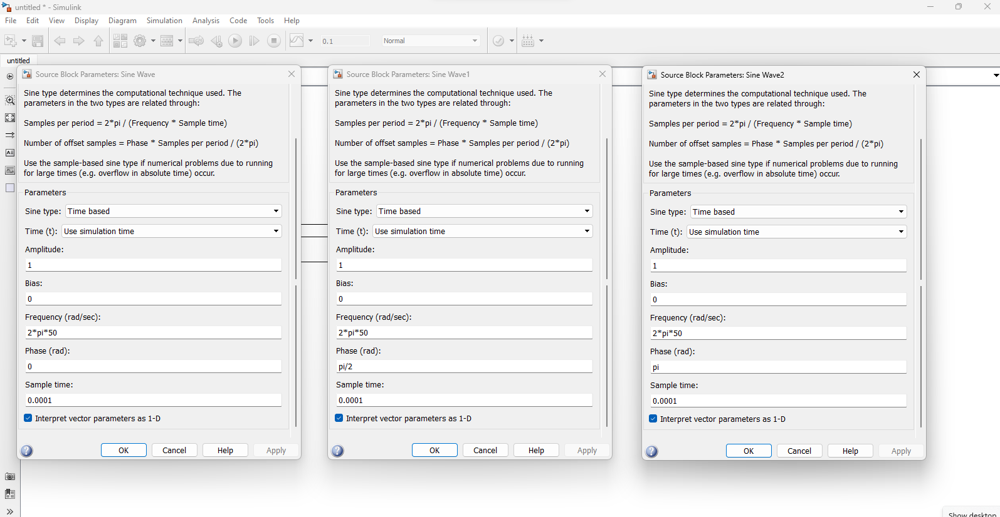 untitled * - Simulink
File Edit View Display Diagram Simulation Analysis Code Tools Help
0.1 Normal
untitled
Source Block Parameters: Sine Wave
Sine type determines the computational technique used. The
parameters in the two types are related through:
Samples per period = 2*pi / (Frequency * Sample time)
Number of offset samples = Phase * Samples per period / (2*pi)
Use the sample-based sine type if numerical problems due to running
for large times (e.g. overflow in absolute time) occur.
Parameters
Sine type: Time based
Time (t): Use simulation time
Amplitude:
1
Bias:
0
Frequency (rad/sec):
2*pi*50
Phase (rad):
0
Sample time:
0.0001
Interpret vector parameters as 1-D
OK Cancel Help Apply
Source Block Parameters: Sine Wave1
Sine type determines the computational technique used. The
parameters in the two types are related through:
Samples per period = 2*pi / (Frequency * Sample time)
Number of offset samples = Phase * Samples per period / (2*pi)
Use the sample-based sine type if numerical problems due to running
for large times (e.g. overflow in absolute time) occur.
Parameters
Sine type: Time based
Time (t): Use simulation time
Amplitude:
1
Bias:
0
Frequency (rad/sec):
2*pi*50
Phase (rad):
pi/2
Sample time:
0.0001
Interpret vector parameters as 1-D
OK Cancel Help Apply
Source Block Parameters: Sine Wave2
Sine type determines the computational technique used. The
parameters in the two types are related through:
Samples per period = 2*pi / (Frequency * Sample time)
Number of offset samples = Phase * Samples per period / (2*pi)
Use the sample-based sine type if numerical problems due to running
for large times (e.g. overflow in absolute time) occur.
Parameters
Sine type: Time based
Time (t): Use simulation time
Amplitude:
1
Bias:
0
Frequency (rad/sec):
2*pi*50
Phase (rad):
pi
Sample time:
0.0001
Interpret vector parameters as 1-D
OK Cancel Help Apply
Show desktop